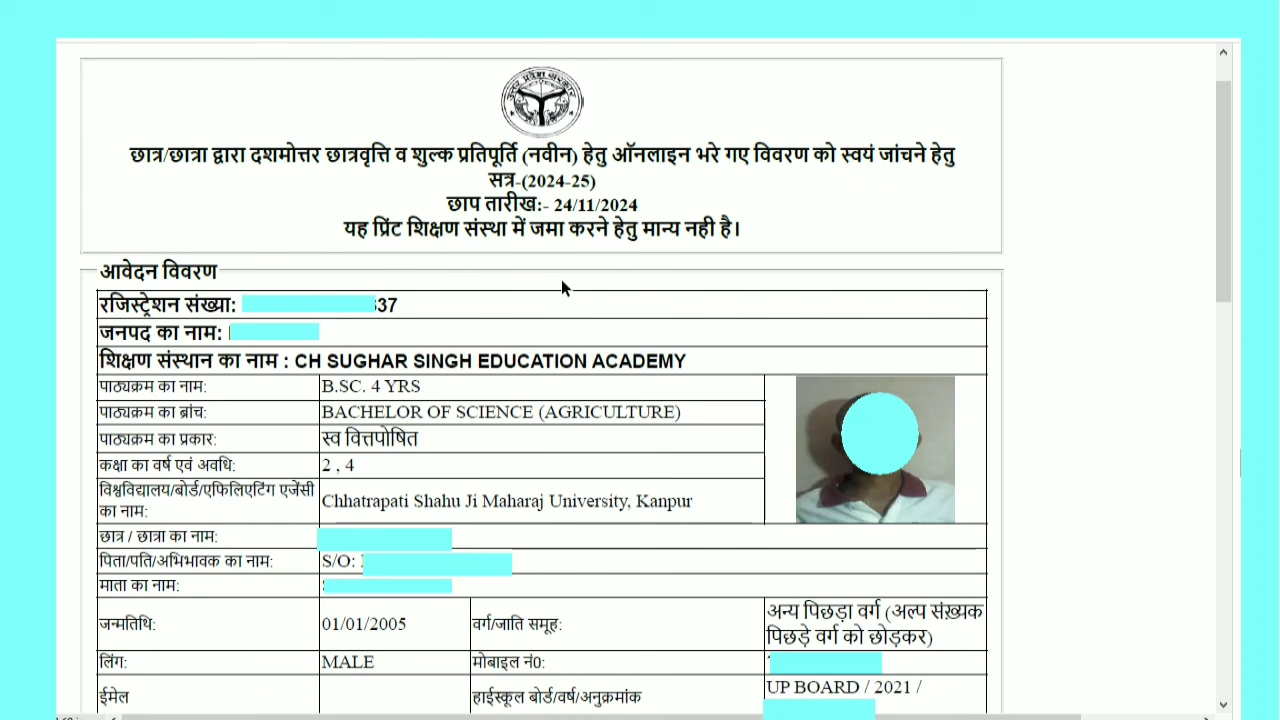 उत्तर प्रदेश सरकार
छात्र/छात्रा द्वारा दशमोत्तर छात्रवृत्ति व शुल्क प्रतिपूर्ति (नवीन) हेतु ऑनलाइन भरे गए विवरण को स्वयं जांचने हेतु
सत्र-(2024-25)
छाप तारीख:- 24/11/2024
यह प्रिंट शिक्षण संस्था में जमा करने हेतु मान्य नही है।
आवेदन विवरण
रजिस्ट्रेशन संख्या: 37
जनपद का नाम:
शिक्षण संस्थान का नाम : CH SUGHAR SINGH EDUCATION ACADEMY
पाठ्यक्रम का नाम: B.SC. 4 YRS
पाठ्यक्रम का ब्रांच: BACHELOR OF SCIENCE (AGRICULTURE)
पाठ्यक्रम का प्रकार: स्व वित्तपोषित
कक्षा का वर्ष एवं अवधि: 2 , 4
विश्वविद्यालय/बोर्ड/एफिलिएटिंग एजेंसी
का नाम: Chhatrapati Shahu Ji Maharaj University, Kanpur
छात्र / छात्रा का नाम:
पिता/पति/अभिभावक का नाम: S/O:
माता का नाम:
जन्मतिथि: 01/01/2005 वर्ग/जाति समूह: अन्य पिछड़ा वर्ग (अल्प संख़्यक
पिछड़े वर्ग को छोड़कर)
लिंग: MALE मोबाइल नं0:
ईमेल हाईस्कूल बोर्ड/वर्ष/अनुक्रमांक UP BOARD / 2021 /